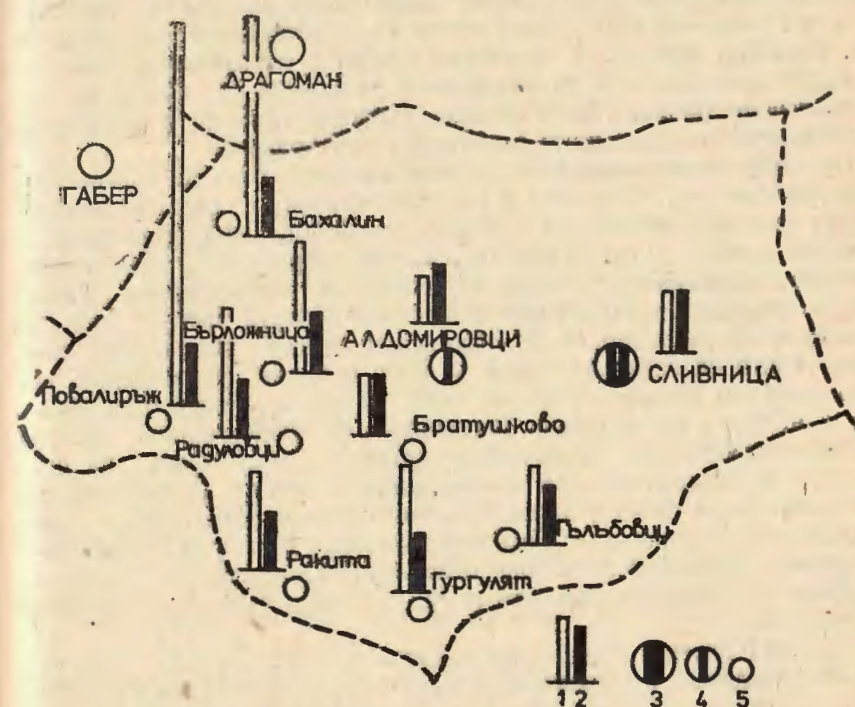 ДРАГОМАН
ГАБЕР
Бахалин
Бърложница
АЛДОМИРОВЦИ
СЛИВНИЦА
Повалиръж
Братушково
Радуловци
Гълъбовци
Ракита
Гургулят
1 2 3 4 5